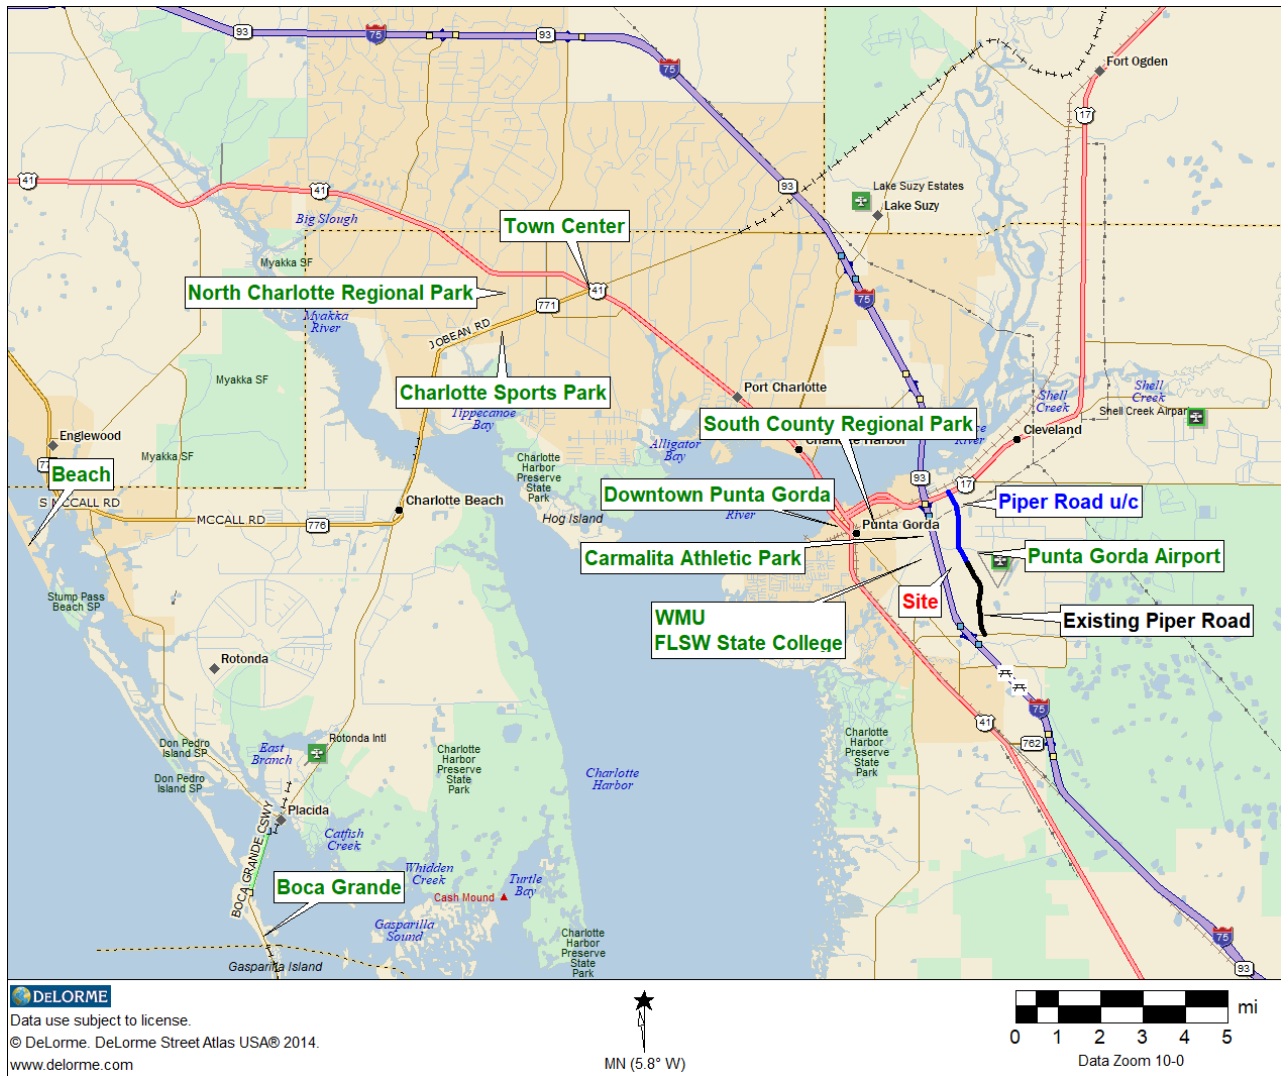 93
75
93
75
Fort Ogden
17
93
Lake Suzy Estates
Lake Suzy
41
41
Big Slough
Town Center
Myakka SF
North Charlotte Regional Park
41
75
771
Myakka
River
JOBEAN RD
Myakka SF
Charlotte Sports Park
Port Charlotte
Shell
Creek
Shell
Creek
Shell Creek Airpar
Tippecanoe
Bay
South County Regional Park
Cleveland
Englewood
Alligator
Bay
Myakka SF
Charlotte
Harbor
Preserve
State
Park
Beach
93
17
S MCCALL RD
Charlotte Beach
Downtown Punta Gorda
Piper Road u/c
MCCALL RD
776
Hog Island
River
Punta Gorda
Carmalita Athletic Park
Punta Gorda Airport
Stump Pass
Beach SP
Site
WMU
FLSW State College
Existing Piper Road
Rotonda
75
41
762
Don Pedro
Island SP
East
Branch
Rotonda Intl
Charlotte
Harbor
Preserve
State
Park
Charlotte
Harbor
Preserve
State
Park
Don Pedro
Island SP
Charlotte
Harbor
Placida
BOCA GRANDE CSWY
Catfish
Creek
Whidden
Creek
Turtle
Bay
Boca Grande
Cash Mound
Gasparilla
Sound
Charlotte
Harbor
Preserve
State
Park
75
93
Gasparilla Island
DELORME
Data use subject to license.
© DeLorme. DeLorme Street Atlas USA® 2014.
www.delorme.com
MN (5.8° W)
mi
0 1 2 3 4 5
Data Zoom 10-0